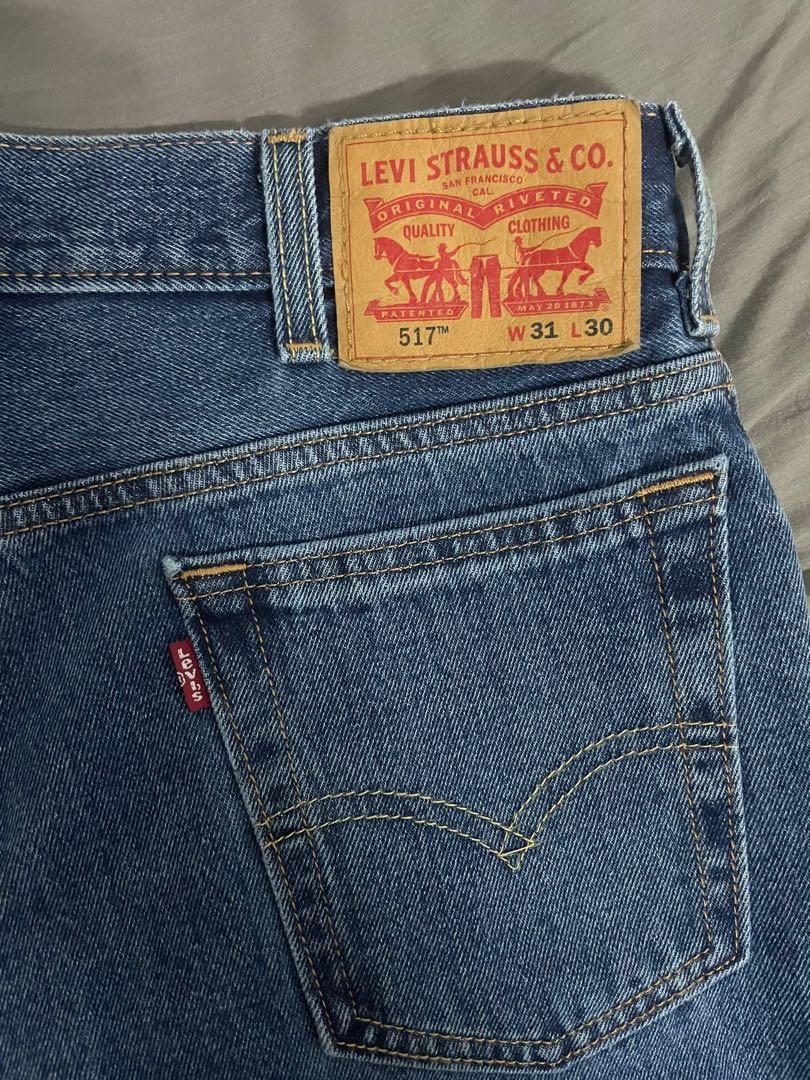 LEVI STRAUSS & CO.
SAN FRANCISCO
CAL.
ORIGINAL RIVETED
QUALITY CLOTHING
PATENTED MAY 20 1873 ®
517™ W 31 L 30
LEVI'S
®